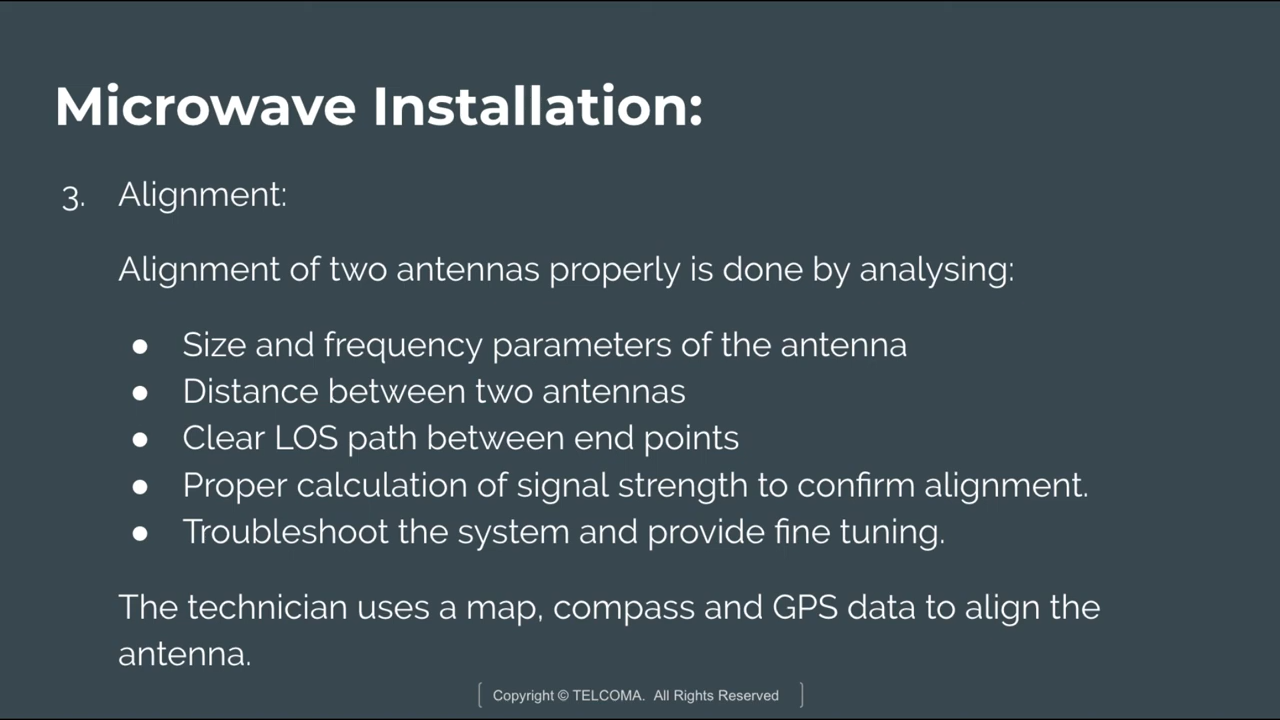 Microwave Installation:
3. Alignment:
Alignment of two antennas properly is done by analysing:
● Size and frequency parameters of the antenna
● Distance between two antennas
● Clear LOS path between end points
● Proper calculation of signal strength to confirm alignment.
● Troubleshoot the system and provide fine tuning.
The technician uses a map, compass and GPS data to align the
antenna.
Copyright © TELCOMA. All Rights Reserved